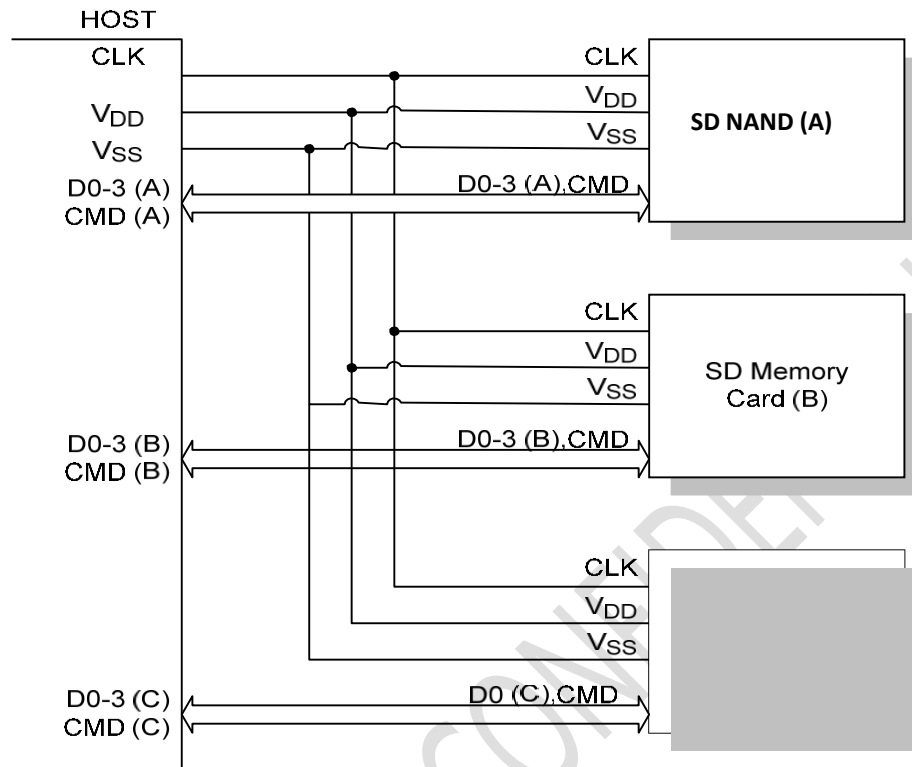 HOST
CLK
VDD
VSS
D0-3 (A)
CMD (A)
CLK
VDD
VSS
D0-3 (A),CMD
SD NAND (A)
CLK
VDD
VSS
D0-3 (B),CMD
SD Memory
Card (B)
D0-3 (B)
CMD (B)
CLK
VDD
VSS
D0 (C),CMD
D0-3 (C)
CMD (C)